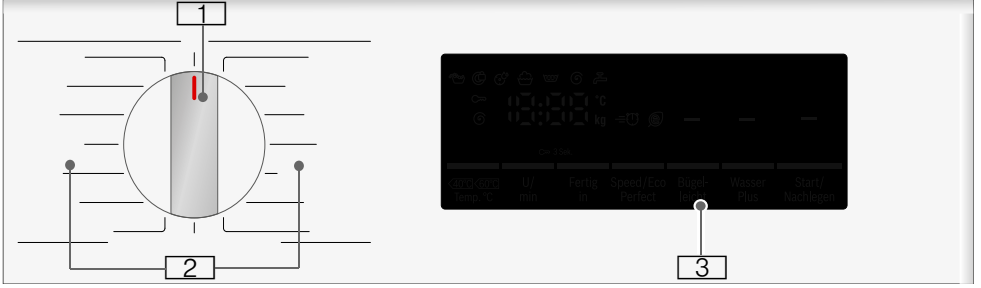 1
°C
kg
U/ Fertig Speed/Eco Bügel- Wasser Start/
Temp. °C min in Perfect leicht Plus Nachlegen
2
3